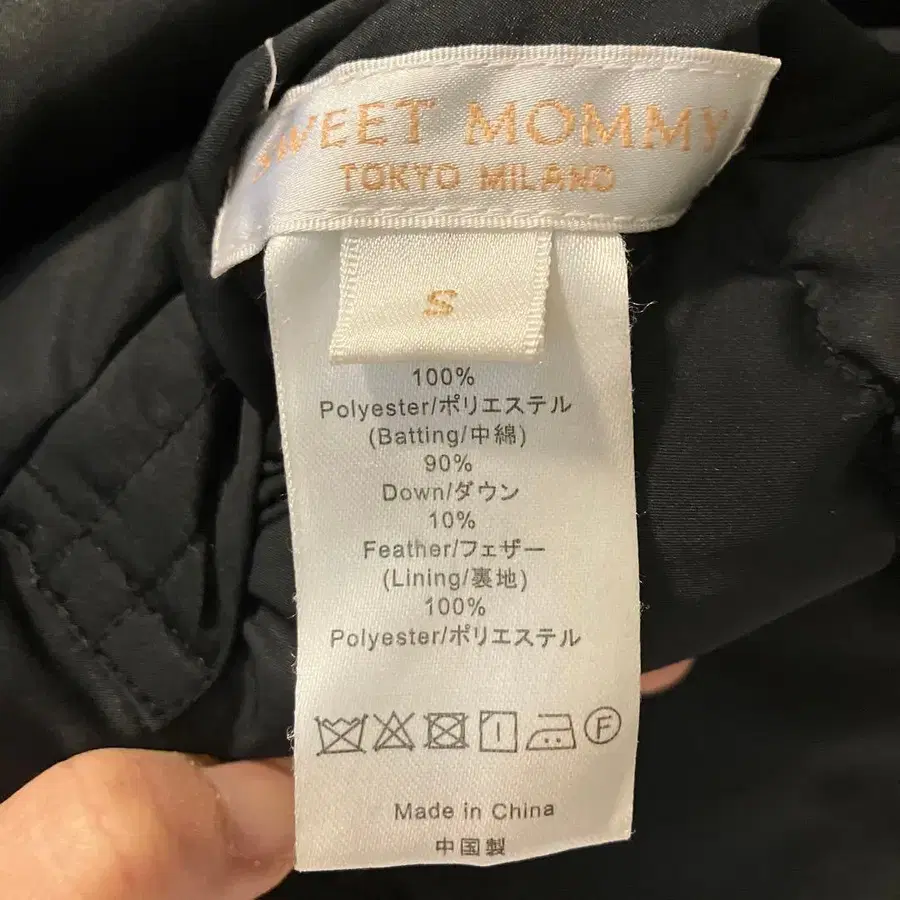 SWEET MOMMY
TOKYO MILANO
S
100%
Polyester/ポリエステル
(Batting/中綿)
90%
Down/ダウン
10%
Feather/フェザー
(Lining/裏地)
100%
Polyester/ポリエステル
F
Made in China
中国製